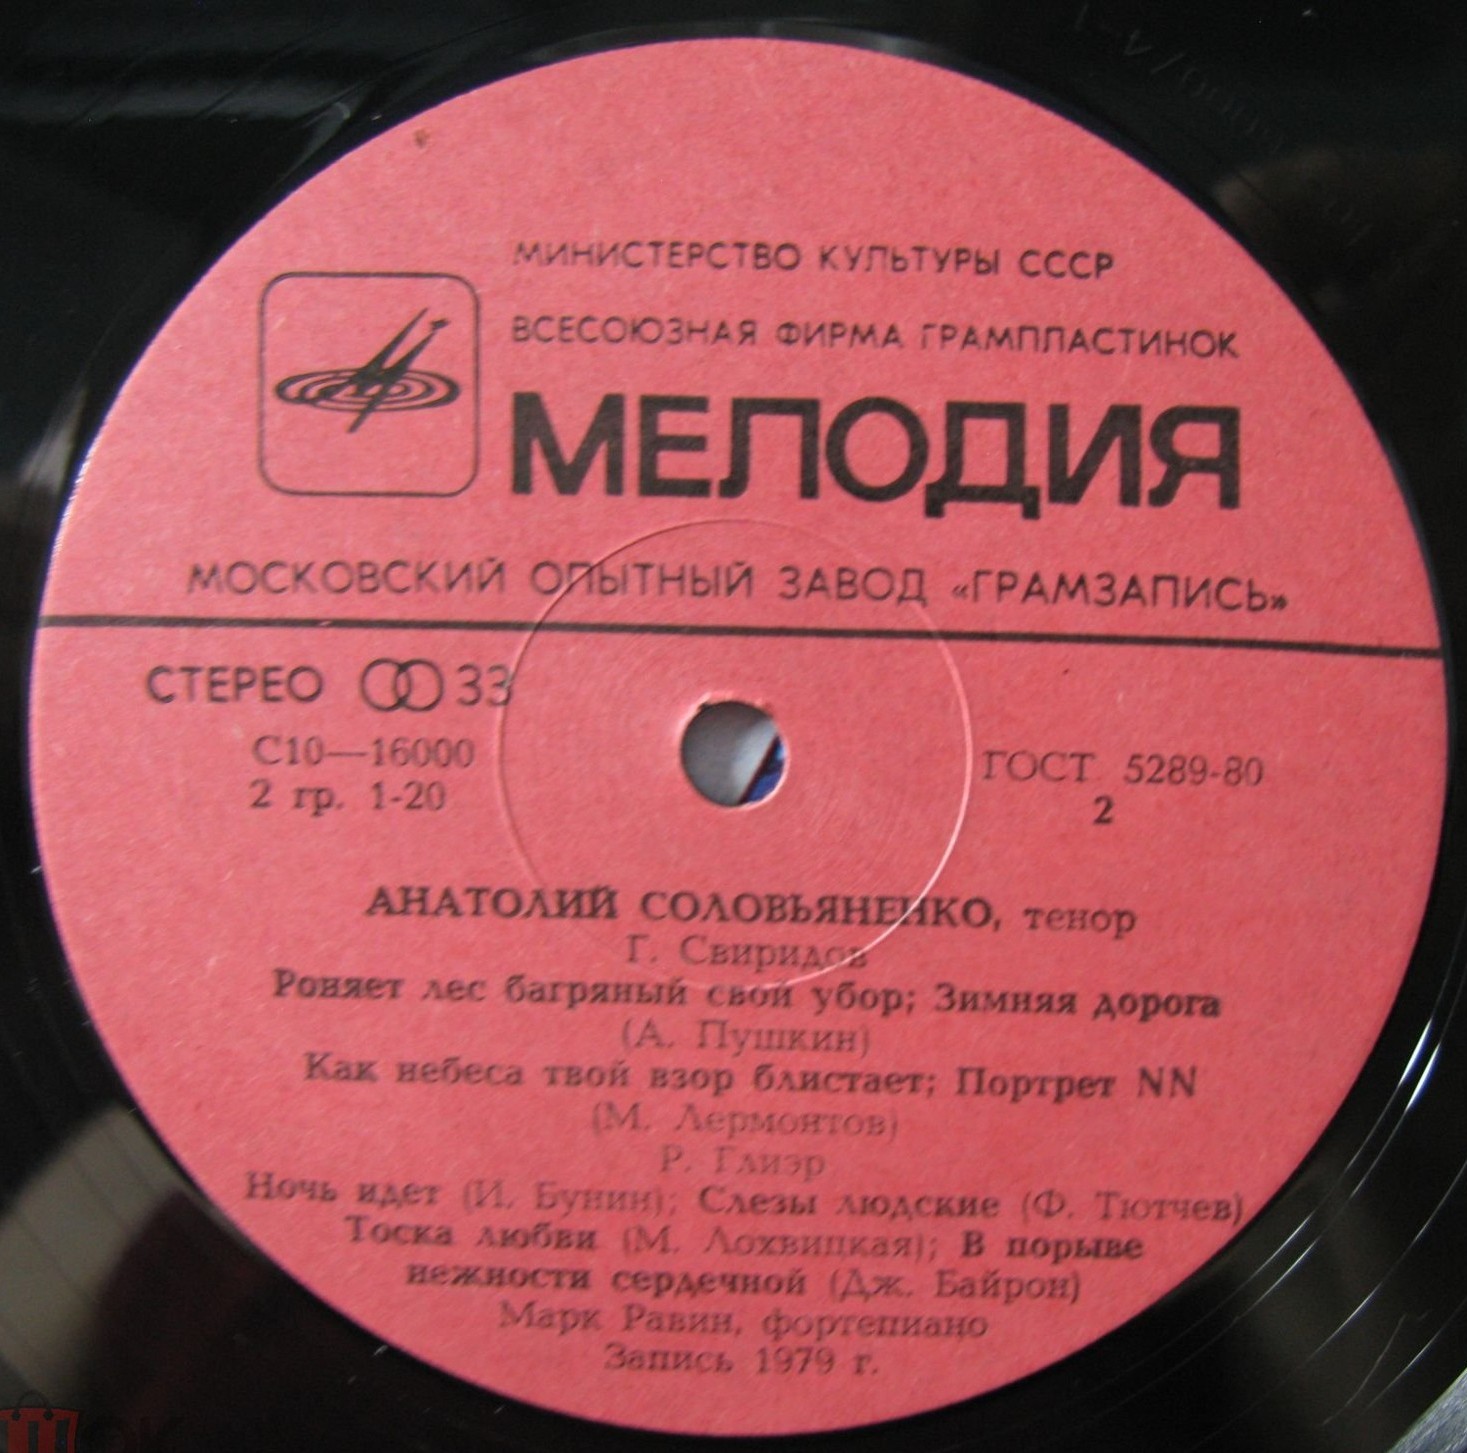 МИНИСТЕРСТВО КУЛЬТУРЫ СССР
ВСЕСОЮЗНАЯ ФИРМА ГРАМПЛАСТИНОК
МЕЛОДИЯ
МОСКОВСКИЙ ОПЫТНЫЙ ЗАВОД «ГРАМЗАПИСЬ»
СТЕРЕО 33
С10—16000
2 гр. 1-20
ГОСТ 5289-80
2
АНАТОЛИЙ СОЛОВЬЯНЕНКО, тенор
Г. Свиридов
Роняет лес багряный свой убор; Зимняя дорога
(А. Пушкин)
Как небеса твой взор блистает; Портрет NN
(М. Лермонтов)
Р. Глиэр
Ночь идет (И. Бунин); Слезы людские (Ф. Тютчев)
Тоска любви (М. Лохвицкая); В порыве
нежности сердечной (Дж. Байрон)
Марк Равин, фортепиано
Запись 1979 г.